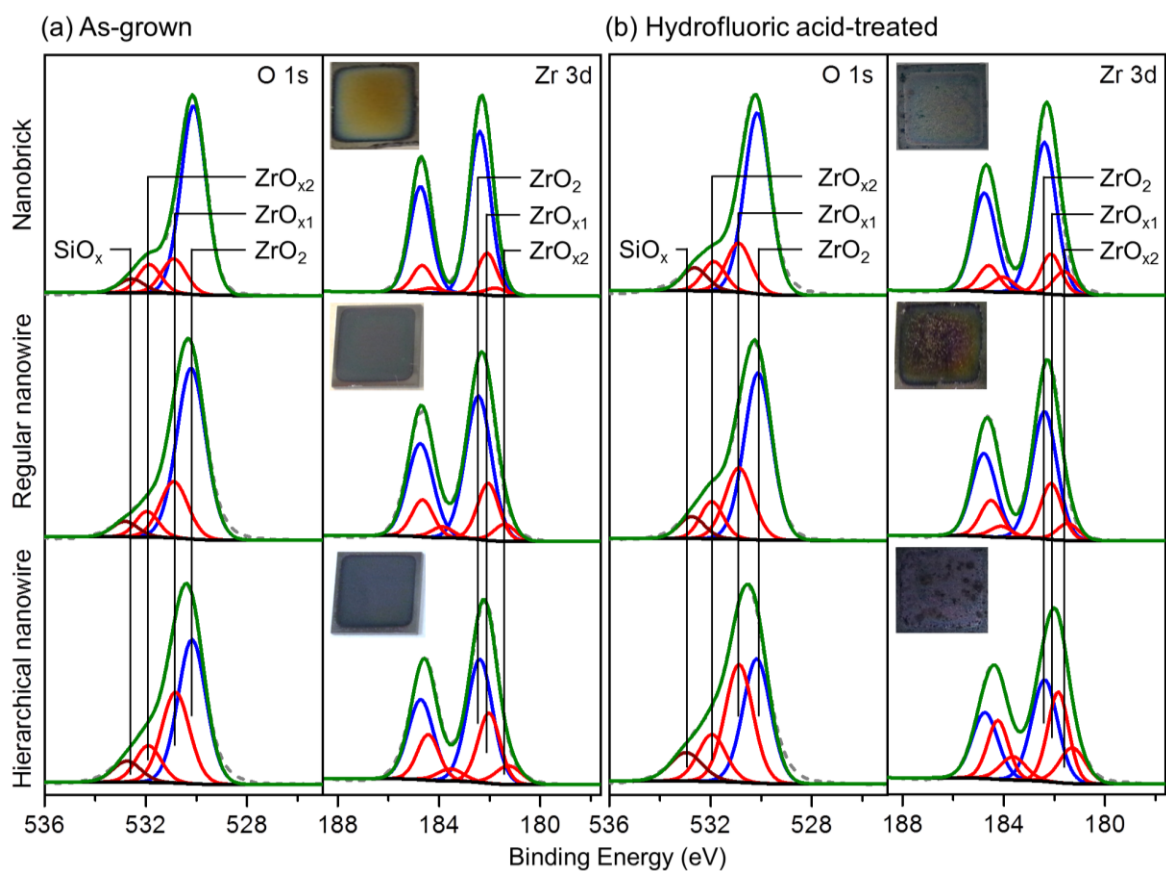 (a) As-grown
(b) Hydrofluoric acid-treated
Nanobrick
O 1s
Zr 3d
O 1s
Zr 3d
ZrOx2
ZrOx1
SiOx
ZrO2
ZrO2
ZrOx1
ZrOx2
ZrOx2
ZrOx1
SiOx
ZrO2
ZrO2
ZrOx1
ZrOx2
Regular nanowire
Hierarchical nanowire
536 532 528 188 184 180 536 532 528 188 184 180
Binding Energy (eV)